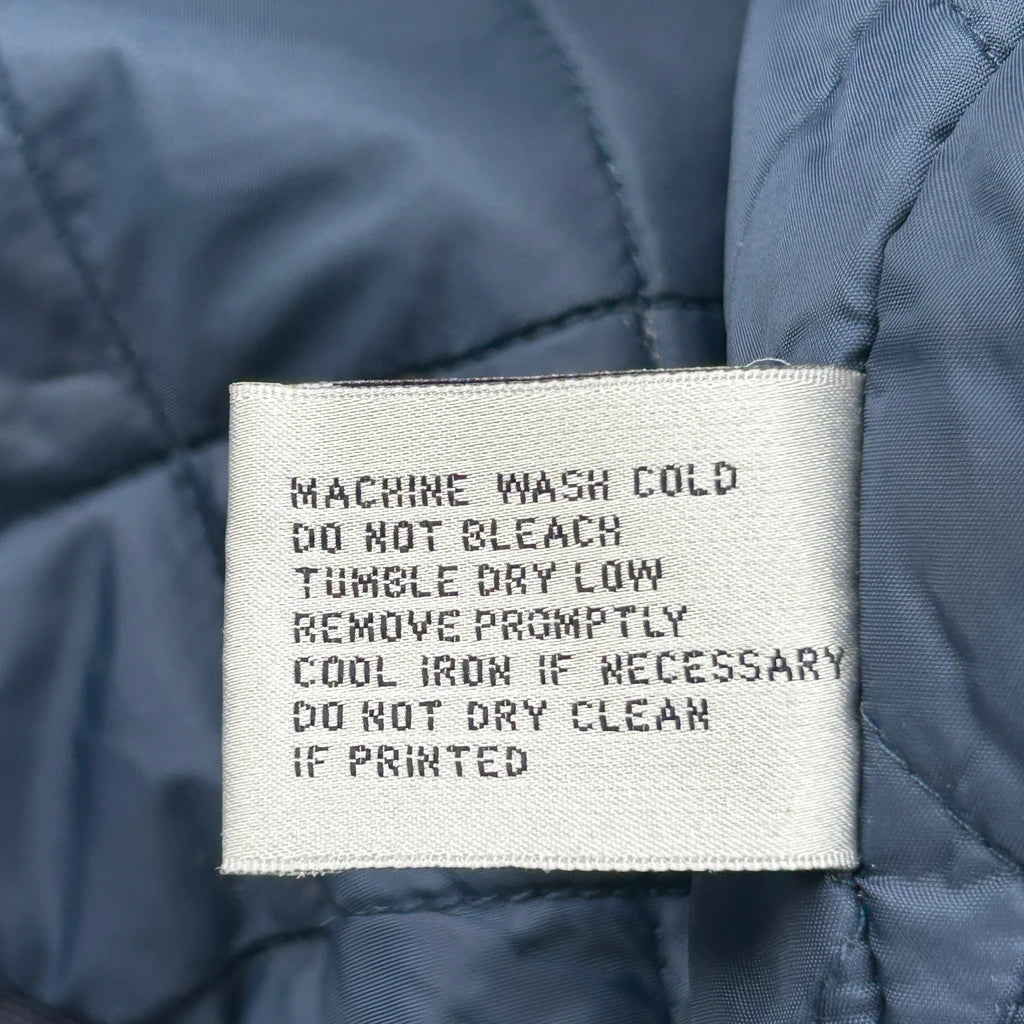 MACHINE WASH COLD
DO NOT BLEACH
TUMBLE DRY LOW
REMOVE PROMPTLY
COOL IRON IF NECESSARY
DO NOT DRY CLEAN
IF PRINTED